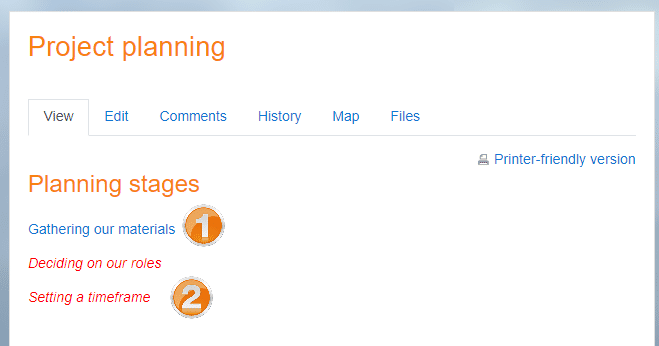 Project planning
View Edit Comments History Map Files
Printer-friendly version
Planning stages
Gathering our materials 1
Deciding on our roles
Setting a timeframe 2